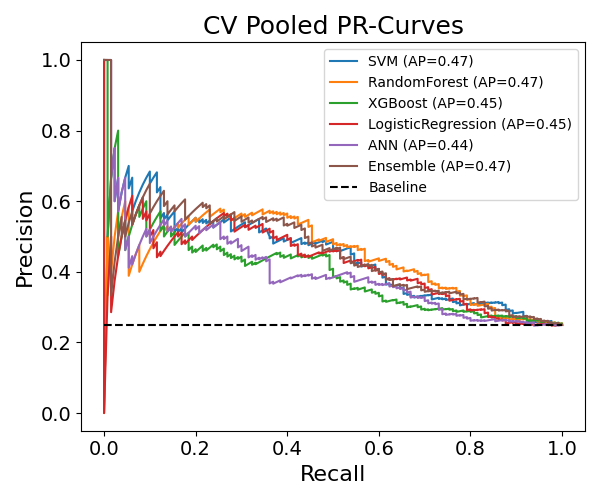 CV Pooled PR-Curves
SVM (AP=0.47)
RandomForest (AP=0.47)
XGBoost (AP=0.45)
LogisticRegression (AP=0.45)
ANN (AP=0.44)
Ensemble (AP=0.47)
Baseline
Precision
1.0
0.8
0.6
0.4
0.2
0.0
0.0 0.2 0.4 0.6 0.8 1.0
Recall